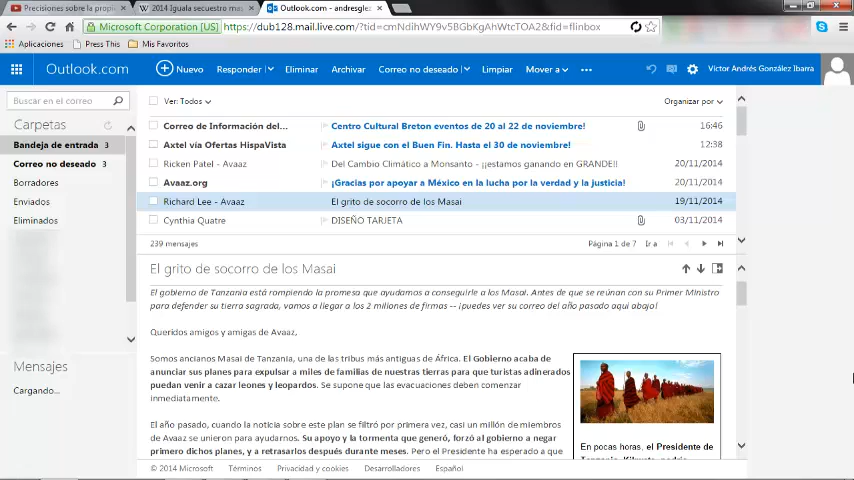 Precisiones sobre la propi
2014 Iguala secuestro mas
Outlook.com - andresglez
Microsoft Corporation [US]
https://dub128.mail.live.com/?tid=cmNdihWY9v5BGbKgAhWtcTOA2&fid=flinbox
Aplicaciones
Press This
Mis Favoritos
Outlook.com
Nuevo
Responder
Eliminar
Archivar
Correo no deseado
Limpiar
Mover a
Víctor Andrés González Ibarra
Buscar en el correo
Ver: Todos
Organizar por
Carpetas
Bandeja de entrada 3
Correo no deseado 3
Borradores
Enviados
Eliminados
Correo de Información del... Centro Cultural Breton eventos de 20 al 22 de noviembre! 16:46
Axtel vía Ofertas HispaVista Axtel sigue con el Buen Fin. Hasta el 30 de noviembre! 12:38
Ricken Patel - Avaaz Del Cambio Climático a Monsanto - ¡¡estamos ganando en GRANDE!! 20/11/2014
Avaaz.org ¡Gracias por apoyar a México en la lucha por la verdad y la justicia! 20/11/2014
Richard Lee - Avaaz El grito de socorro de los Masai 19/11/2014
Cynthia Quatre DISEÑO TARJETA 03/11/2014
239 mensajes
Página 1 de 7 Ir a
El grito de socorro de los Masai
El gobierno de Tanzania está rompiendo la promesa que ayudamos a conseguirle a los Masai. Antes de que se reúnan con su Primer Ministro
para defender su tierra sagrada, vamos a llegar a los 2 millones de firmas -- ¡puedes ver su correo del año pasado aquí abajo!
Queridos amigos y amigas de Avaaz,
Somos ancianos Masai de Tanzania, una de las tribus más antiguas de África. El Gobierno acaba de
anunciar sus planes para expulsar a miles de familias de nuestras tierras para que turistas adinerados
puedan venir a cazar leones y leopardos. Se supone que las evacuaciones deben comenzar
inmediatamente.
El año pasado, cuando la noticia sobre este plan se filtró por primera vez, casi un millón de miembros
de Avaaz se unieron para ayudarnos. Su apoyo y la tormenta que generó, forzó al gobierno a negar
primero dichos planes, y a retrasarlos después durante meses. Pero el Presidente ha esperado a que
En pocas horas, el Presidente de
Mensajes
Cargando...
© 2014 Microsoft
Términos
Privacidad y cookies
Desarrolladores
Español